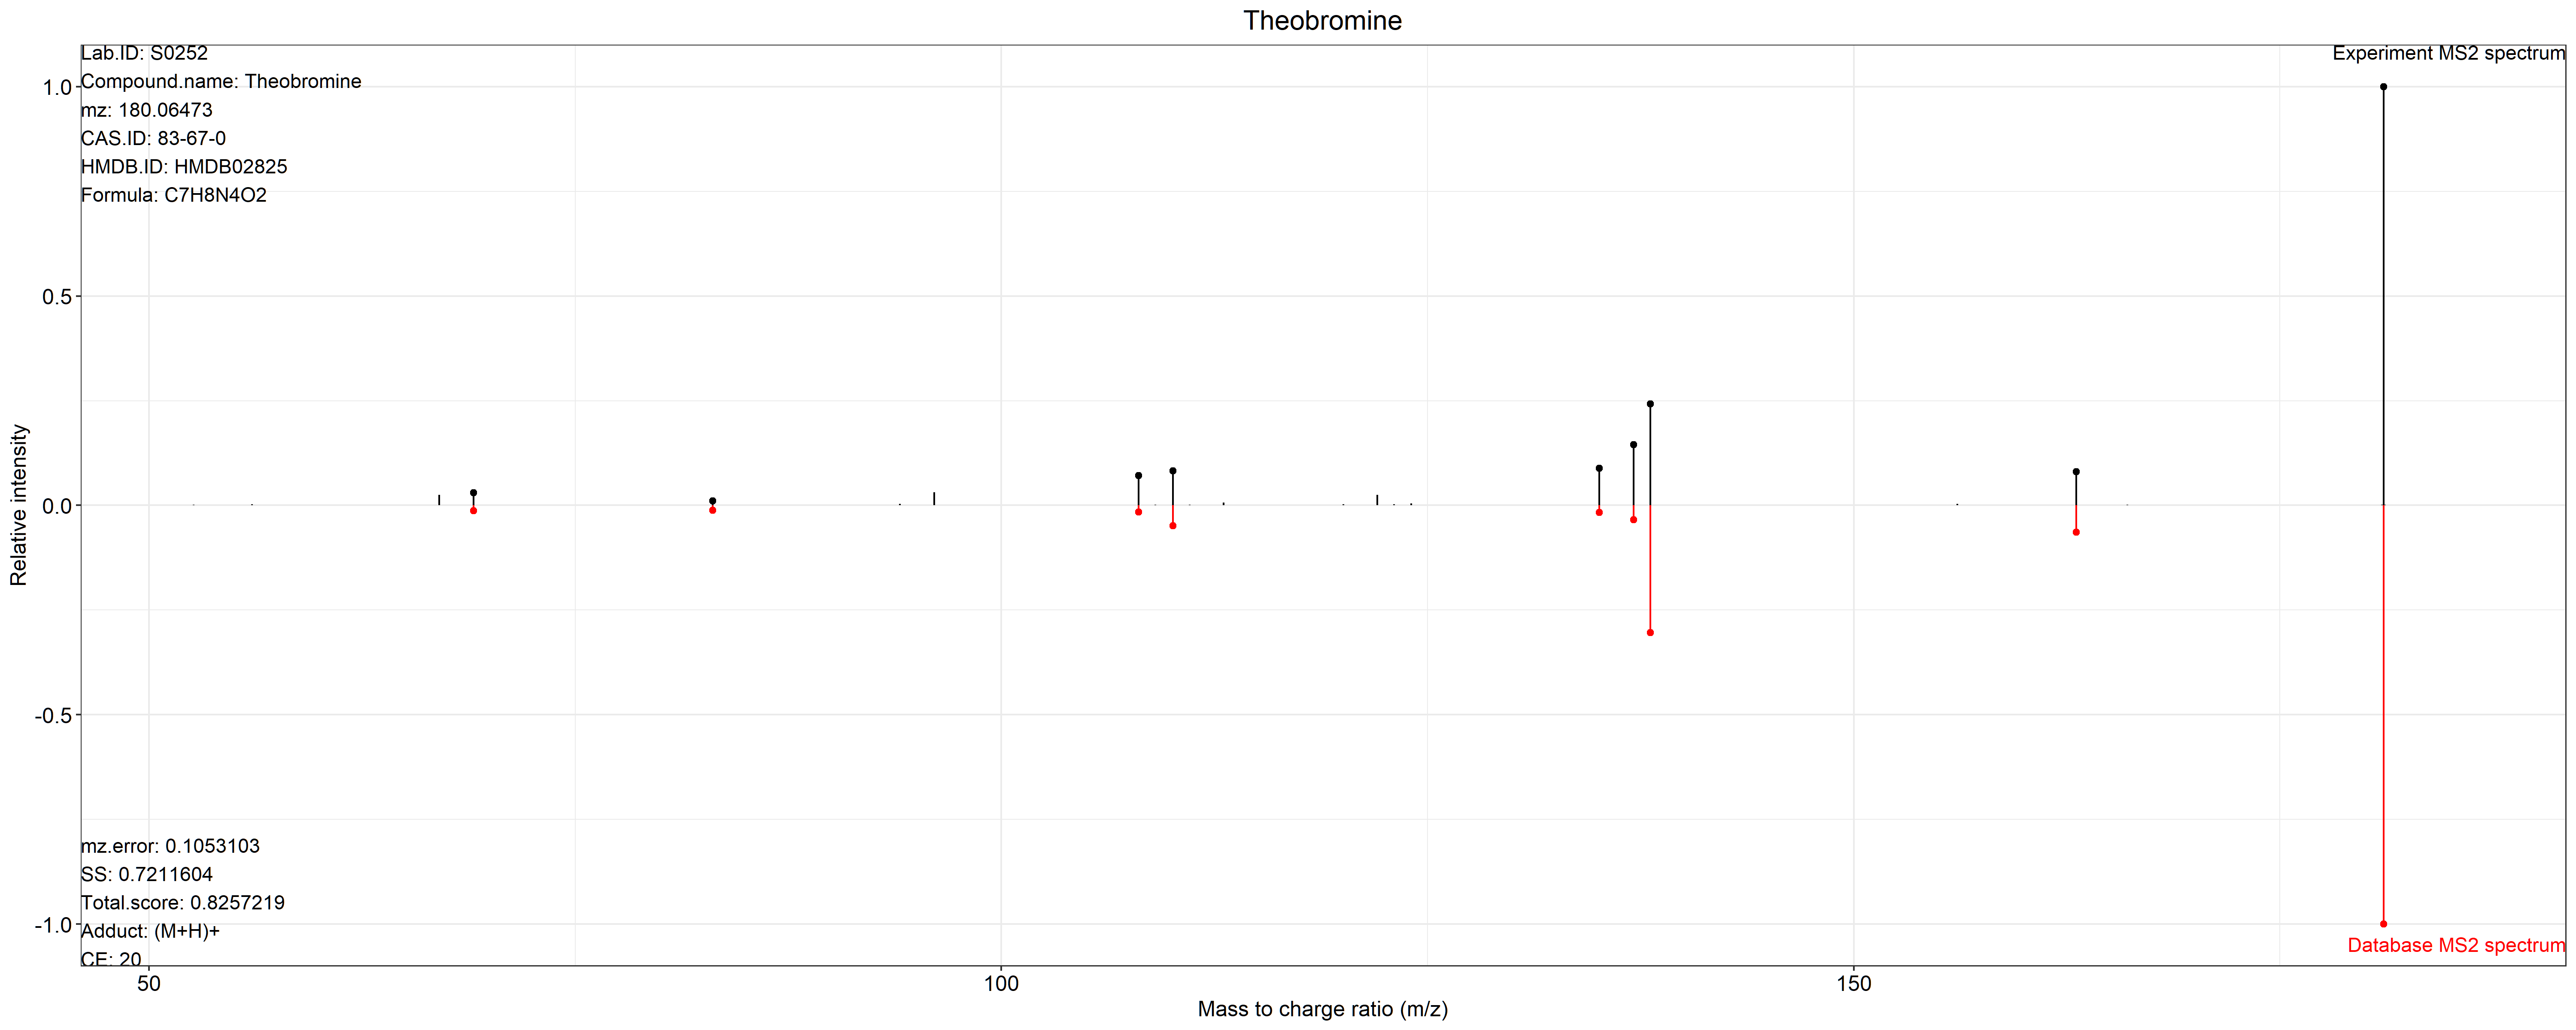 Theobromine
Lab.ID: S0252
Experiment MS2 spectrum
Compound.name: Theobromine
mz: 180.06473
CAS.ID: 83-67-0
HMDB.ID: HMDB02825
Formula: C7H8N4O2
1.0
0.5
0.0
-0.5
-1.0
Relative intensity
mz.error: 0.1053103
SS: 0.7211604
Total.score: 0.8257219
Adduct: (M+H)+
CE: 20
Database MS2 spectrum
50
100
150
Mass to charge ratio (m/z)